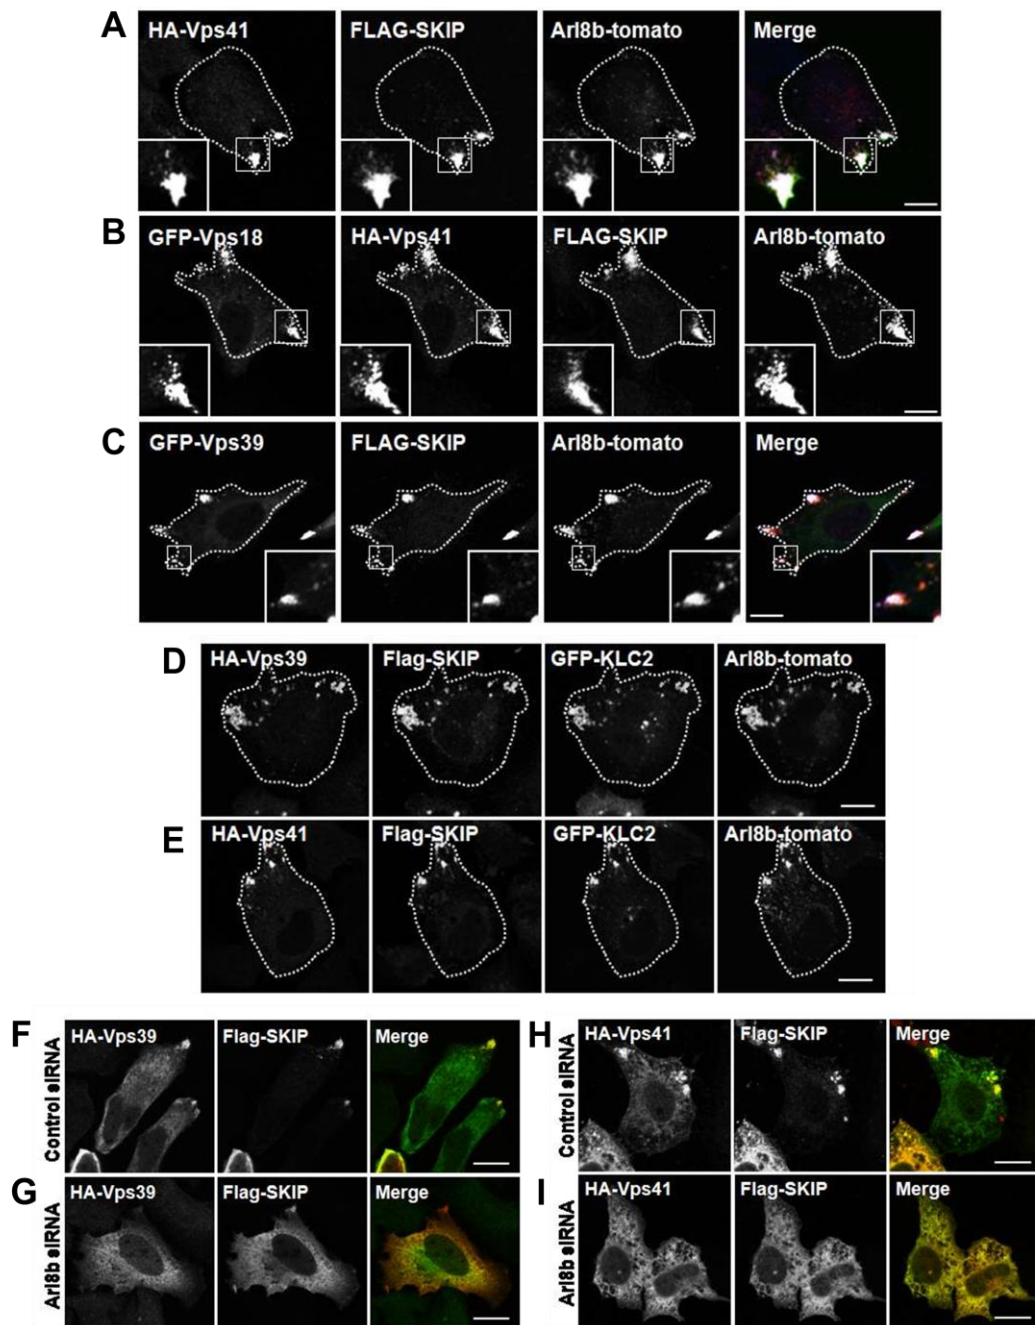 A HA-Vps41 FLAG-SKIP Arl8b-tomato Merge
B GFP-Vps18 HA-Vps41 FLAG-SKIP Arl8b-tomato
C GFP-Vps39 FLAG-SKIP Arl8b-tomato Merge
D HA-Vps39 Flag-SKIP GFP-KLC2 Arl8b-tomato
E HA-Vps41 Flag-SKIP GFP-KLC2 Arl8b-tomato
F Control siRNA HA-Vps39 Flag-SKIP Merge
G Arl8b siRNA HA-Vps39 Flag-SKIP Merge
H Control siRNA HA-Vps41 Flag-SKIP Merge
I Arl8b siRNA HA-Vps41 Flag-SKIP Merge